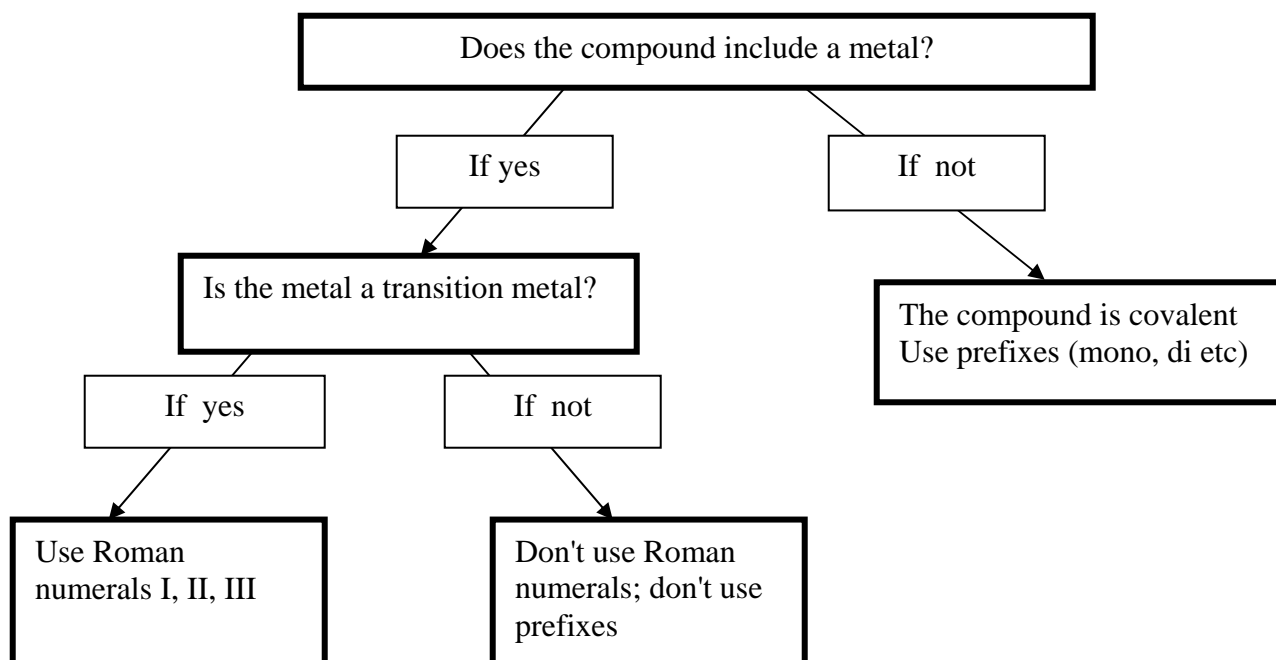 Does the compound include a metal?
If yes
If not
Is the metal a transition metal?
The compound is covalent
Use prefixes (mono, di etc)
If yes
If not
Use Roman
numerals I, II, III
Don't use Roman
numerals; don't use
prefixes